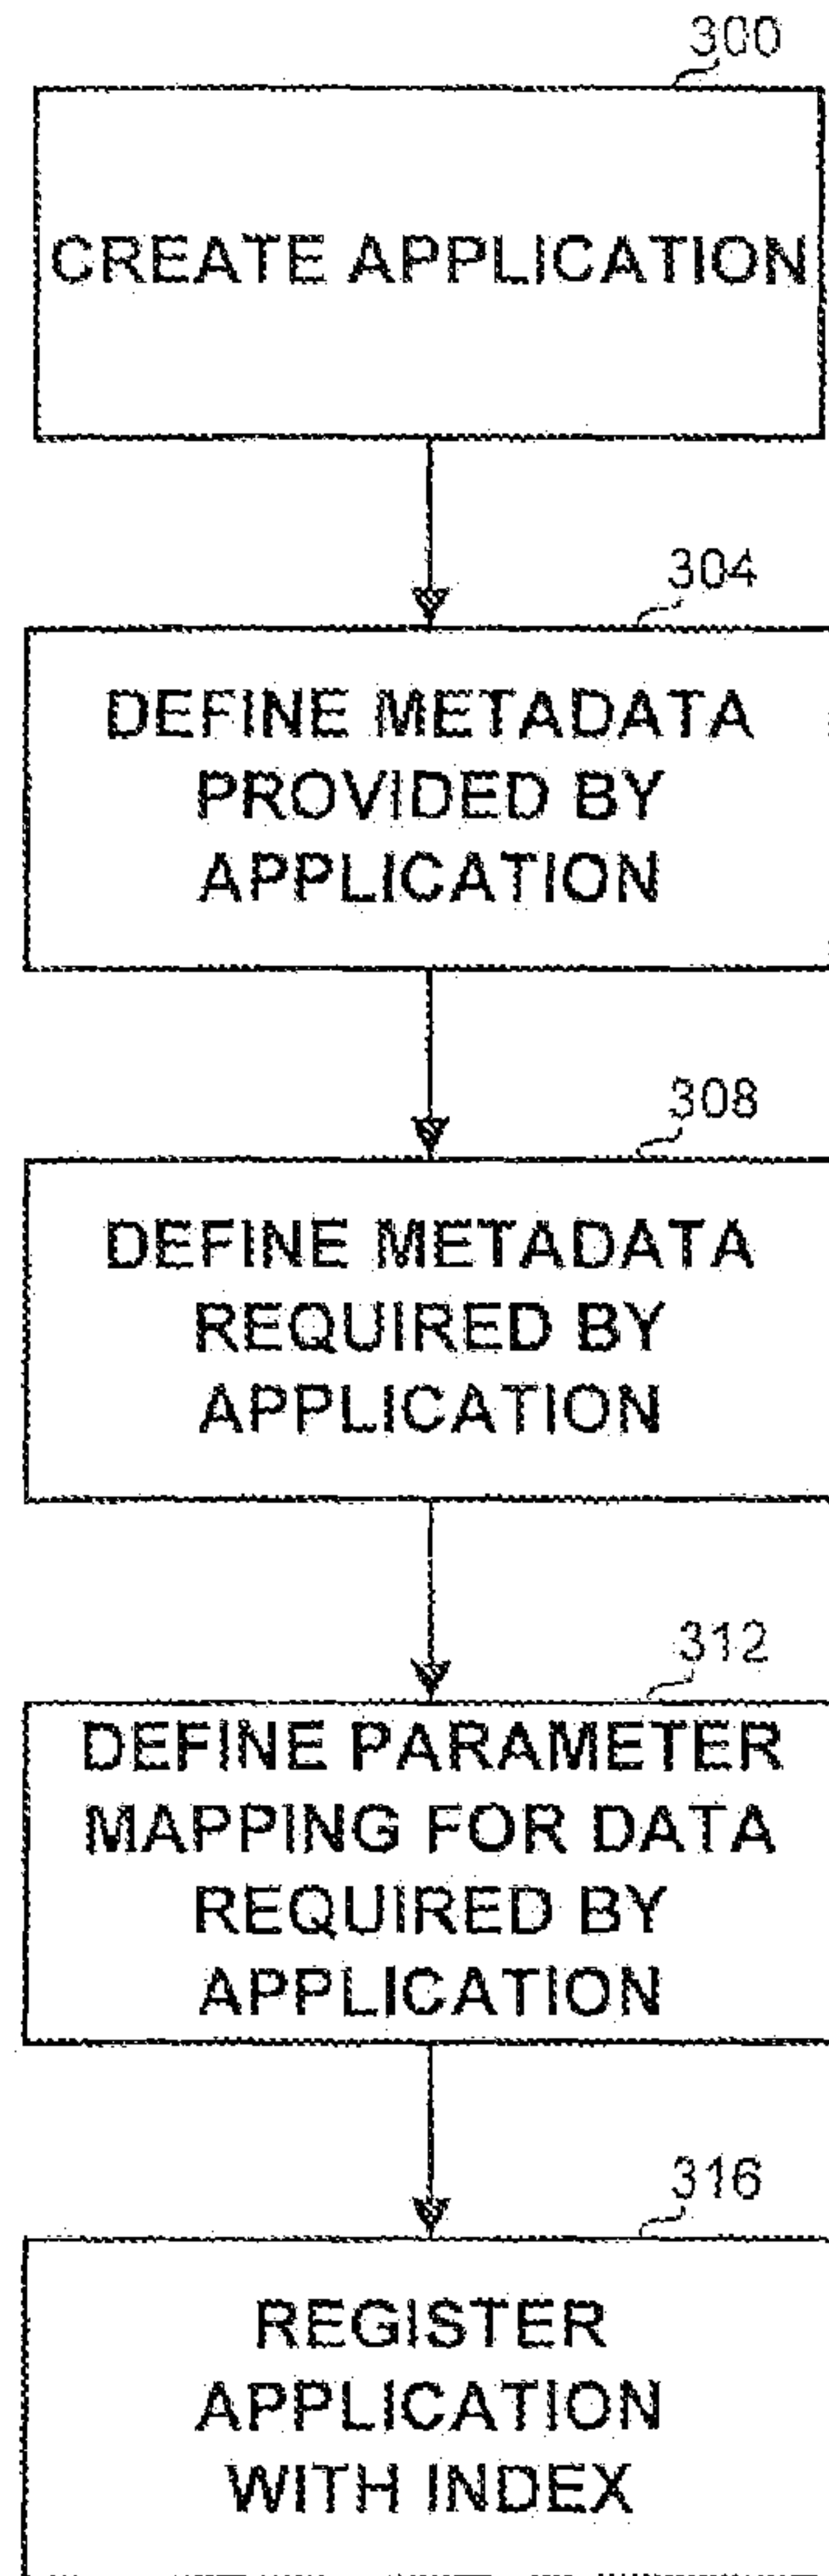 300
CREATE APPLICATION
304
DEFINE METADATA
PROVIDED BY
APPLICATION
308
DEFINE METADATA
REQUIRED BY
APPLICATION
312
DEFINE PARAMETER
MAPPING FOR DATA
REQUIRED BY
APPLICATION
316
REGISTER
APPLICATION
WITH INDEX